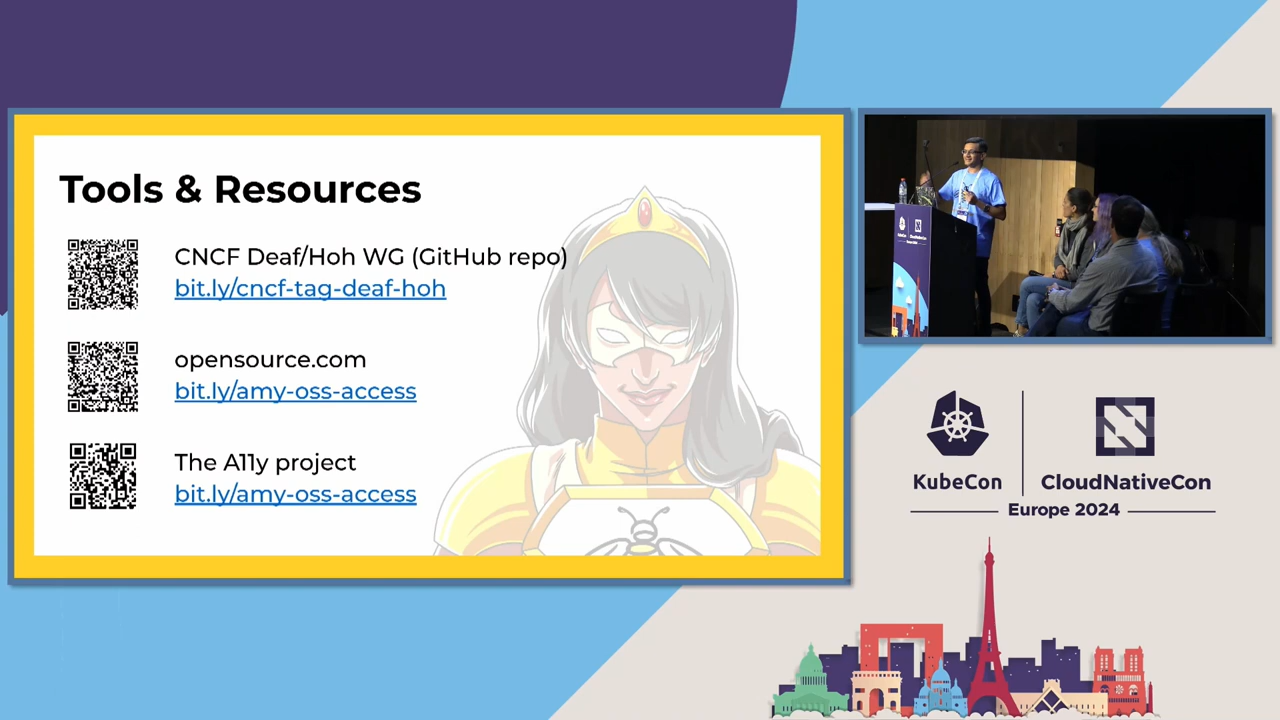 Tools & Resources
CNCF Deaf/Hoh WG (GitHub repo)
bit.ly/cncf-tag-deaf-hoh
opensource.com
bit.ly/amy-oss-access
The A11y project
bit.ly/amy-oss-access
KubeCon
CloudNativeCon
Europe 2024